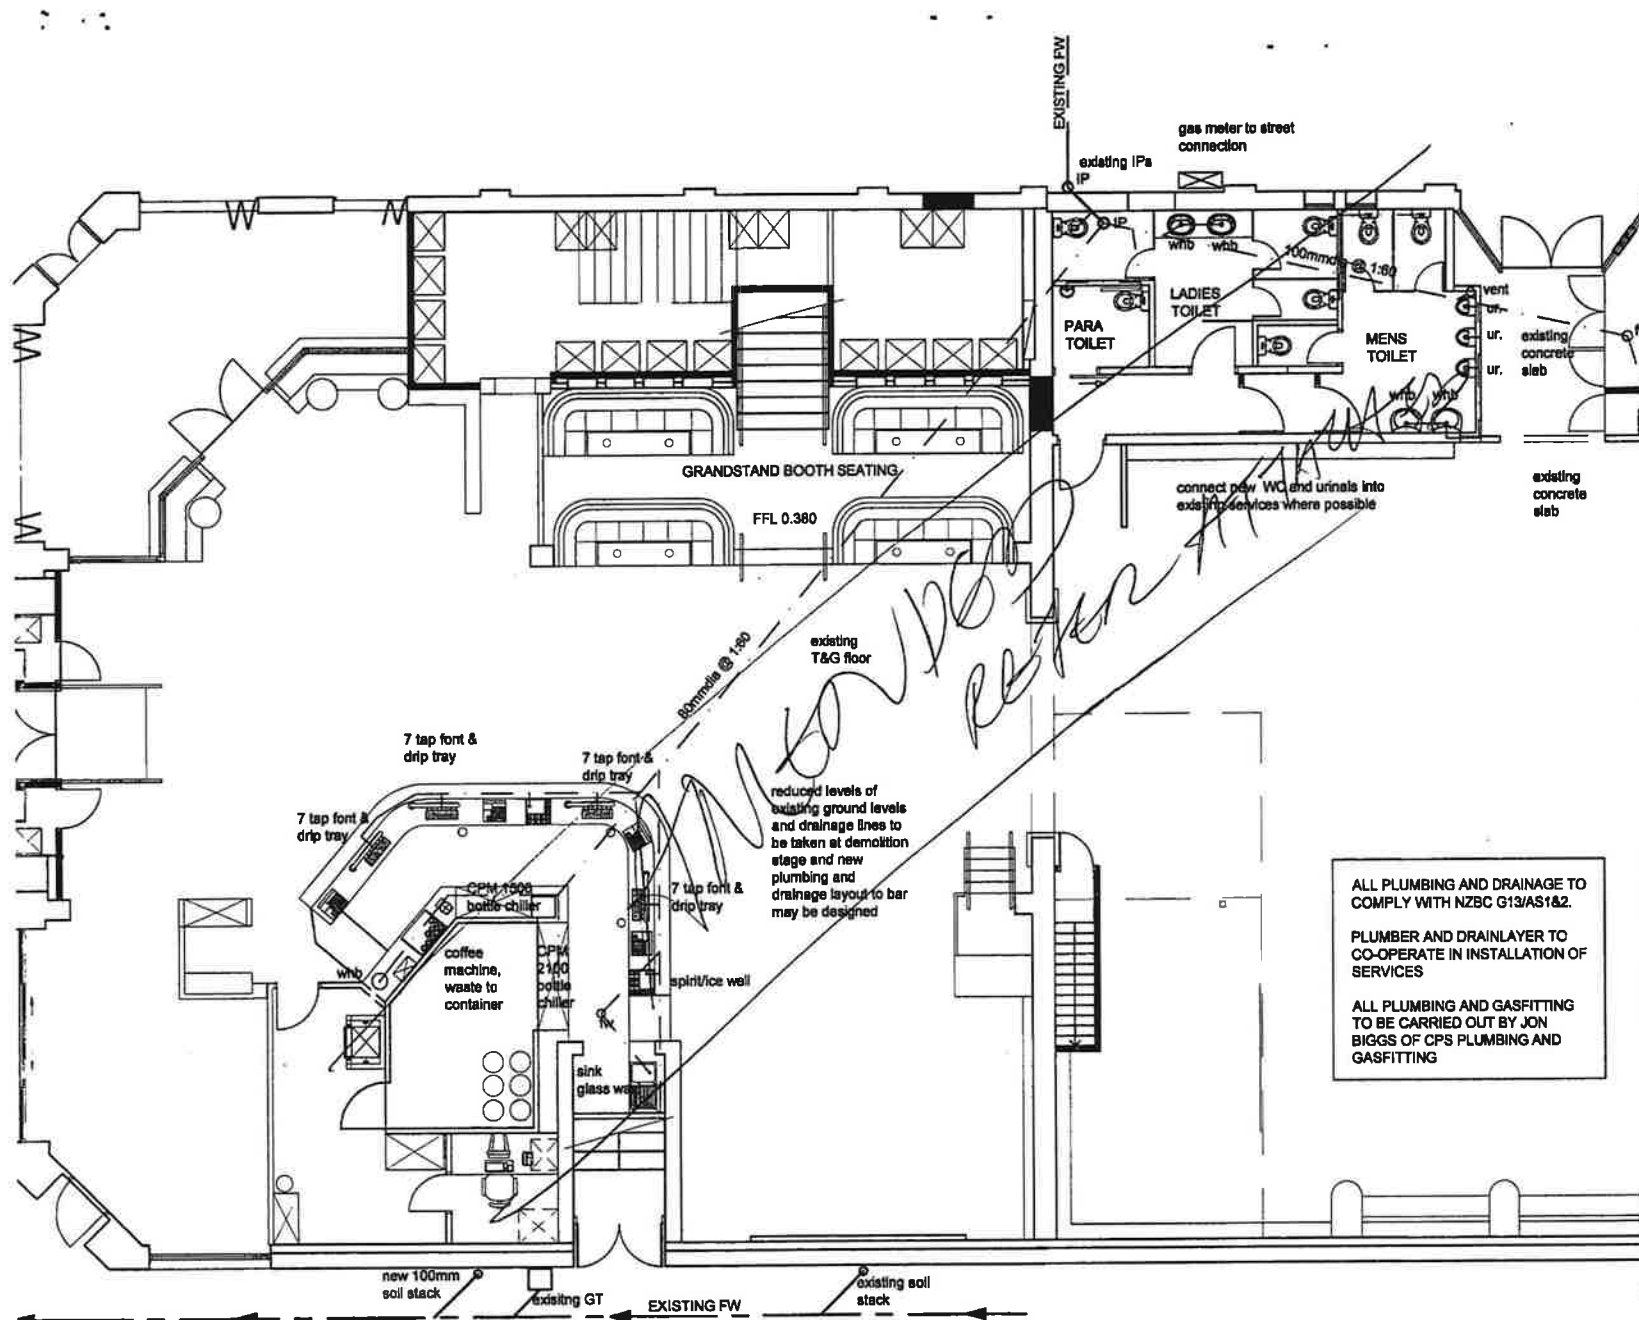 EXISTING FW
gas meter to street
connection
existing IPs
IP
IP
whb
whb
100mmdia @ 1:60
LADIES
TOILET
PARA
TOILET
MENS
TOILET
vent
ur.
ur.
ur.
existing
concrete
slab
whb
whb
GRANDSTAND BOOTH SEATING
FFL 0.380
connect new WC and urinals into
existing services where possible
existing
concrete
slab
existing
T&G floor
80mmdia @ 1:60
7 tap font &
drip tray
7 tap font &
drip tray
7 tap font &
drip tray
reduced levels of
existing ground levels
and drainage lines to
be taken at demolition
stage and new
plumbing and
drainage layout to bar
may be designed
CPM 1500
bottle chiller
7 tap font &
drip tray
coffee
machine,
waste to
container
CPM
2100
bottle
chiller
whb
spirit/ice well
fw
sink
glass wash
ALL PLUMBING AND DRAINAGE TO
COMPLY WITH NZBC G13/AS1&2.
PLUMBER AND DRAINLAYER TO
CO-OPERATE IN INSTALLATION OF
SERVICES
ALL PLUMBING AND GASFITTING
TO BE CARRIED OUT BY JON
BIGGS OF CPS PLUMBING AND
GASFITTING
new 100mm
soil stack
exisitng GT
EXISTING FW
existing soil
stack